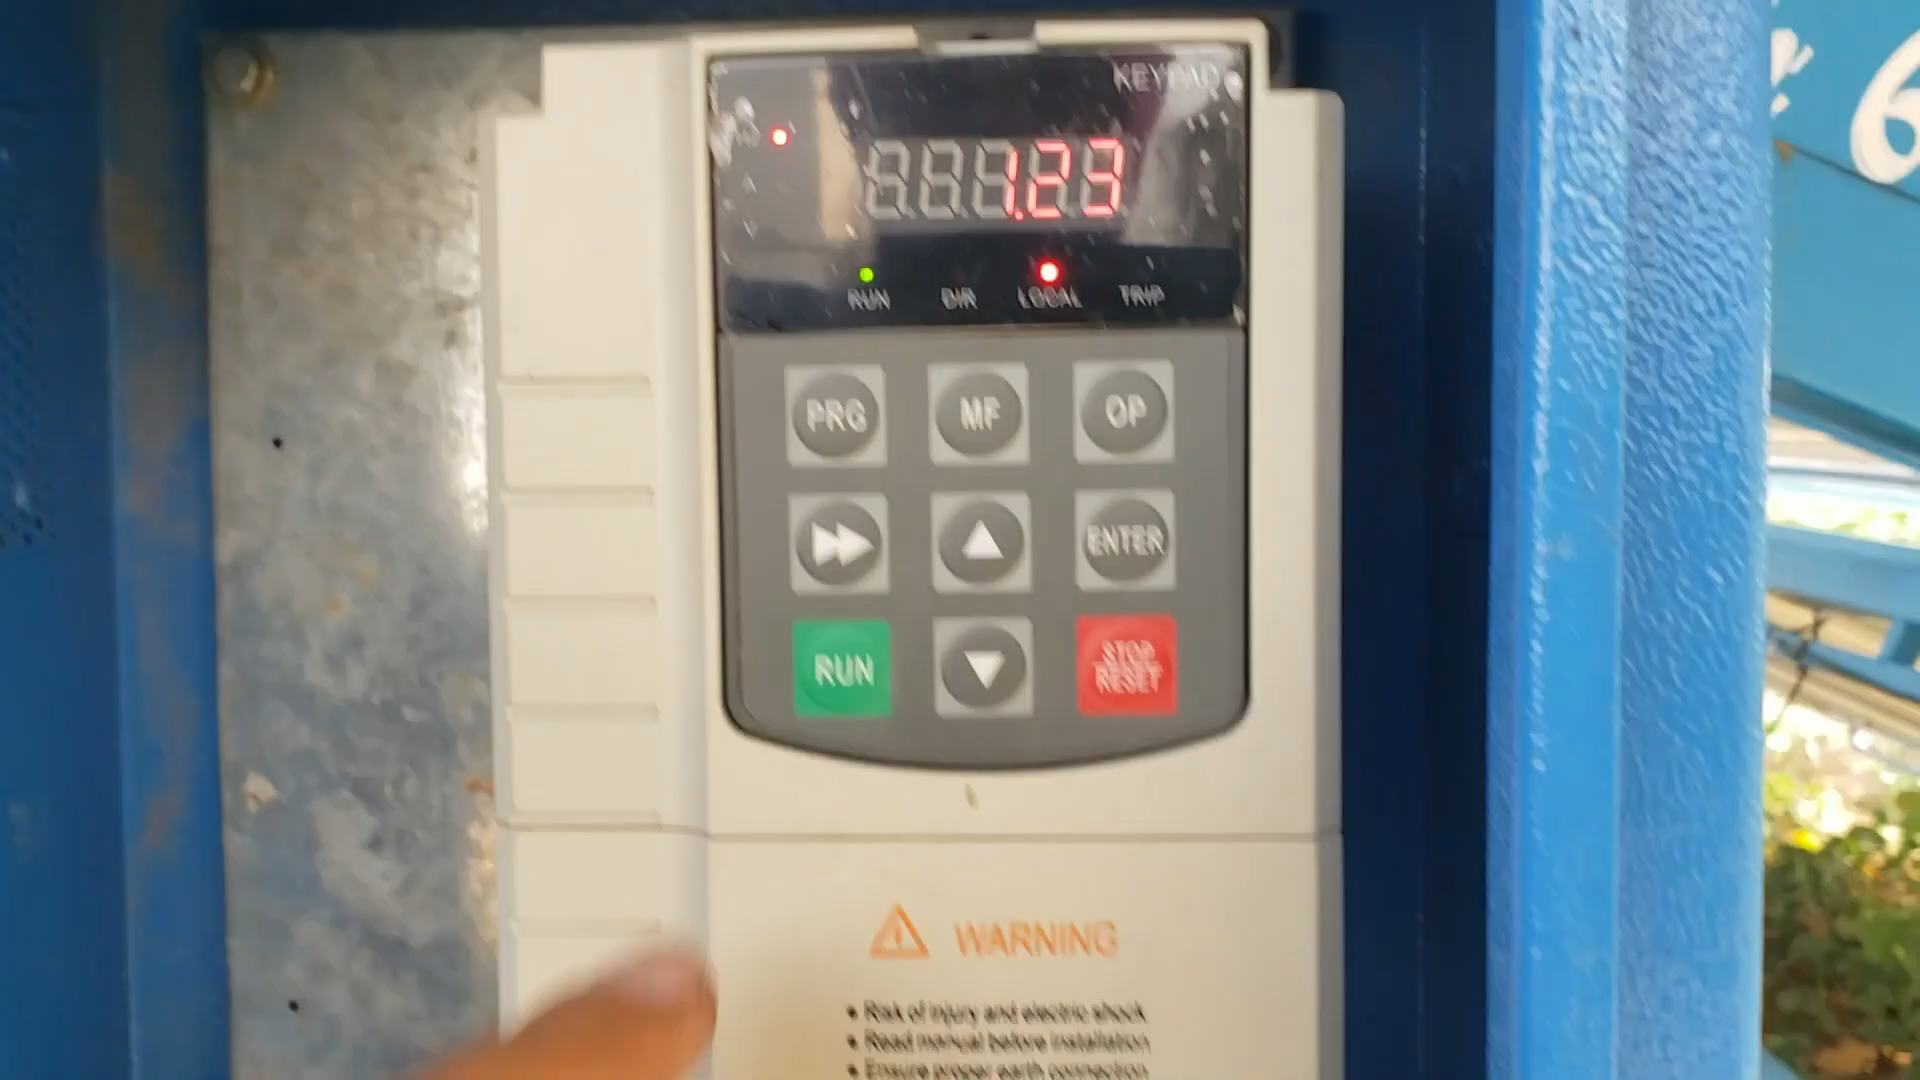 KEYPAD
1.23
RUN DIR LOCAL TRIP
PRG MF OP
ENTER
RUN
STOP
RESET
WARNING
• Risk of injury and electric shock
• Read manual before installation
• Ensure proper earth connection
6